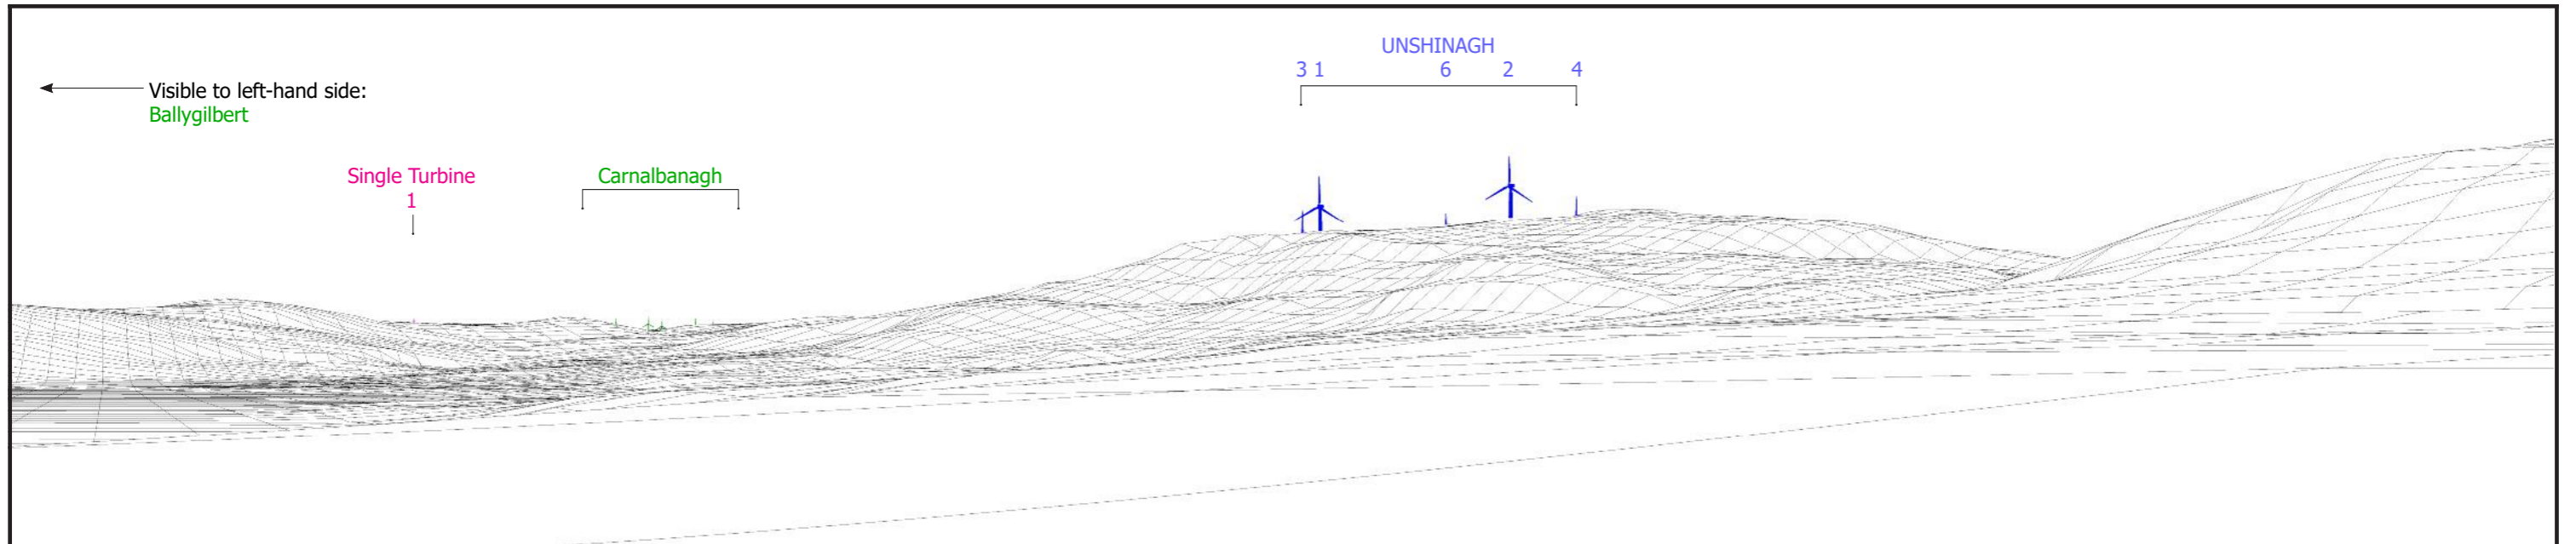 UNSHINAGH
3 1 6 2 4
Visible to left-hand side:
Ballygilbert
Single Turbine
1
Carnalbanagh